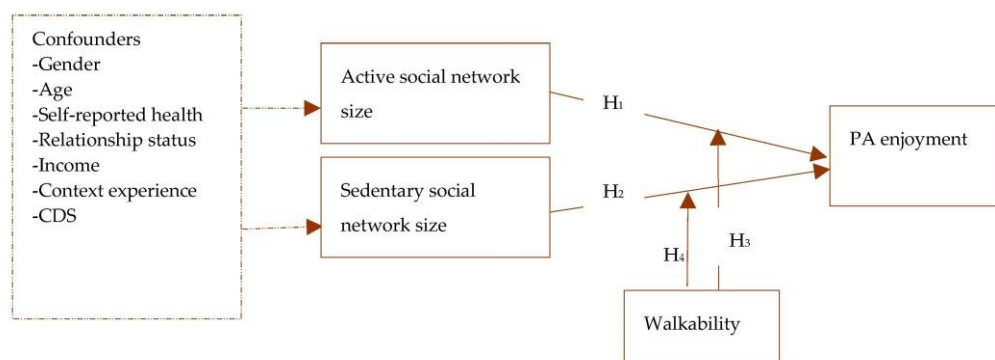 Confounders
-Gender
-Age
-Self-reported health
-Relationship status
-Income
-Context experience
-CDS
Active social network
size
Sedentary social
network size
H₁
H₂
H₃
H₄
PA enjoyment
Walkability